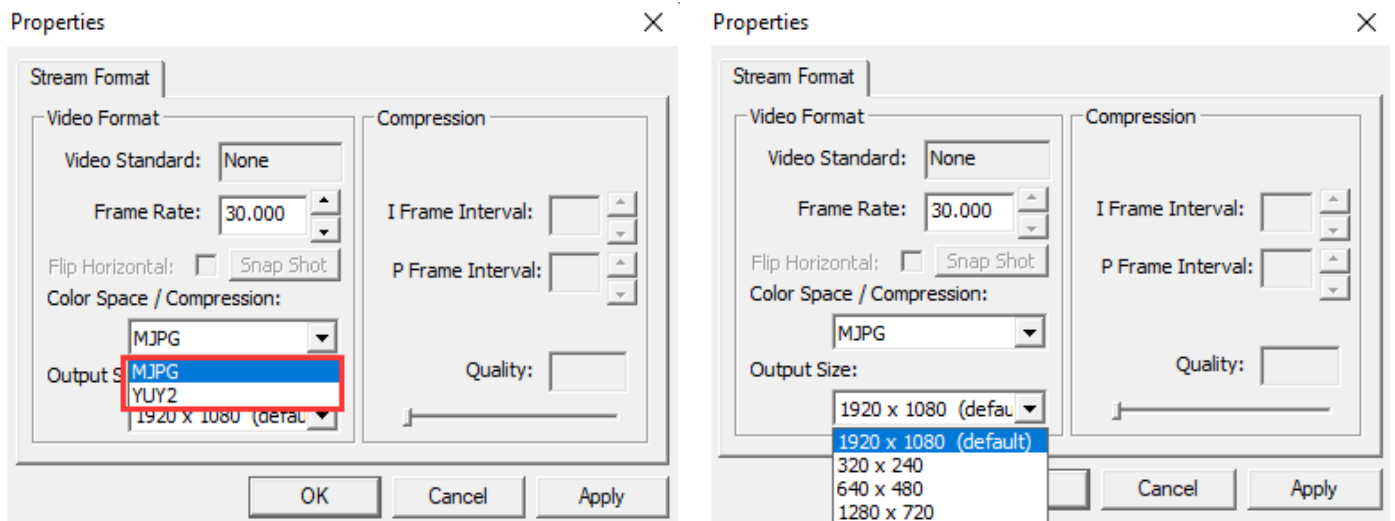 Properties
Stream Format
Video Format
Video Standard: None
Frame Rate: 30.000
Flip Horizontal: Snap Shot
Color Space / Compression:
MJPG
MJPG
YUY2
Output S
1920 x 1080 (defau
Compression
I Frame Interval:
P Frame Interval:
Quality:
OK Cancel Apply
Properties
Stream Format
Video Format
Video Standard: None
Frame Rate: 30.000
Flip Horizontal: Snap Shot
Color Space / Compression:
MJPG
Output Size:
1920 x 1080 (defau
1920 x 1080 (default)
320 x 240
640 x 480
1280 x 720
Compression
I Frame Interval:
P Frame Interval:
Quality:
Cancel Apply